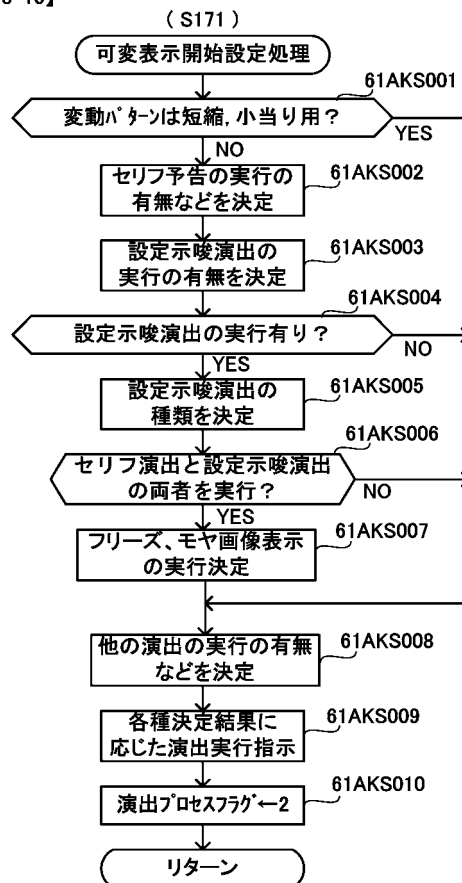 ( S171 )
可変表示開始設定処理
61AKS001
変動パターンは短縮,小当り用？
YES
NO
61AKS002
セリフ予告の実行の
有無などを決定
61AKS003
設定示唆演出の
実行の有無を決定
61AKS004
設定示唆演出の実行有り？
NO
YES
61AKS005
設定示唆演出の
種類を決定
61AKS006
セリフ演出と設定示唆演出
の両者を実行？
NO
YES
61AKS007
フリーズ、モヤ画像表示
の実行決定
61AKS008
他の演出の実行の有無
などを決定
61AKS009
各種決定結果に
応じた演出実行指示
61AKS010
演出プロセスフラグ←2
リターン